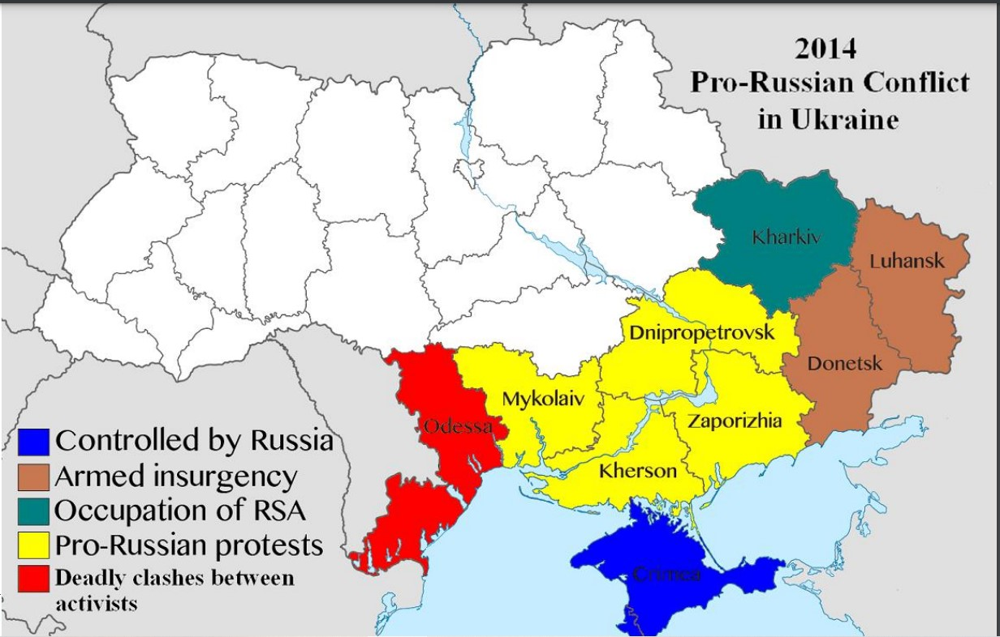 2014
Pro-Russian Conflict
in Ukraine
Kharkiv
Luhansk
Dnipropetrovsk
Donetsk
Mykolaiv
Zaporizhia
Odessa
Kherson
Crimea
Controlled by Russia
Armed insurgency
Occupation of RSA
Pro-Russian protests
Deadly clashes between
activists